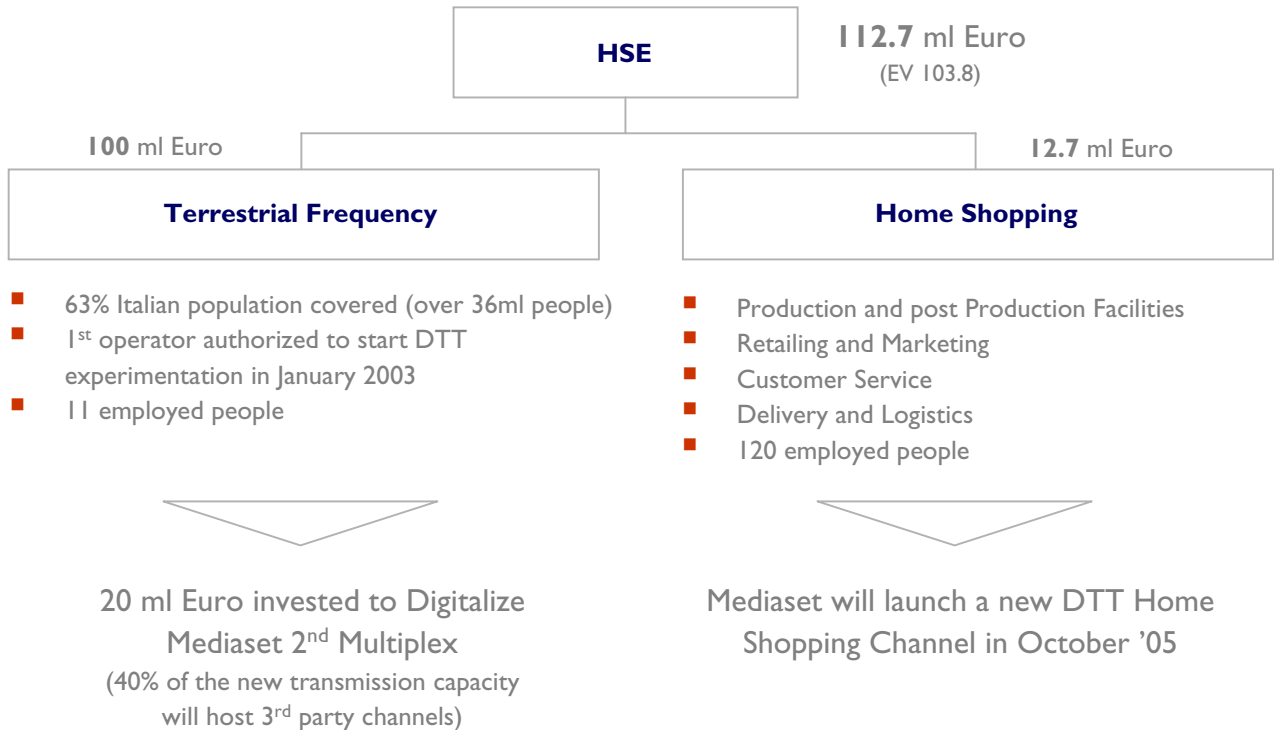 HSE
112.7 ml Euro
(EV 103.8)
100 ml Euro
12.7 ml Euro
Terrestrial Frequency
63% Italian population covered (over 36ml people)
1st operator authorized to start DTT
experimentation in January 2003
11 employed people
20 ml Euro invested to Digitalize
Mediaset 2nd Multiplex
(40% of the new transmission capacity
will host 3rd party channels)
Home Shopping
Production and post Production Facilities
Retailing and Marketing
Customer Service
Delivery and Logistics
120 employed people
Mediaset will launch a new DTT Home
Shopping Channel in October '05